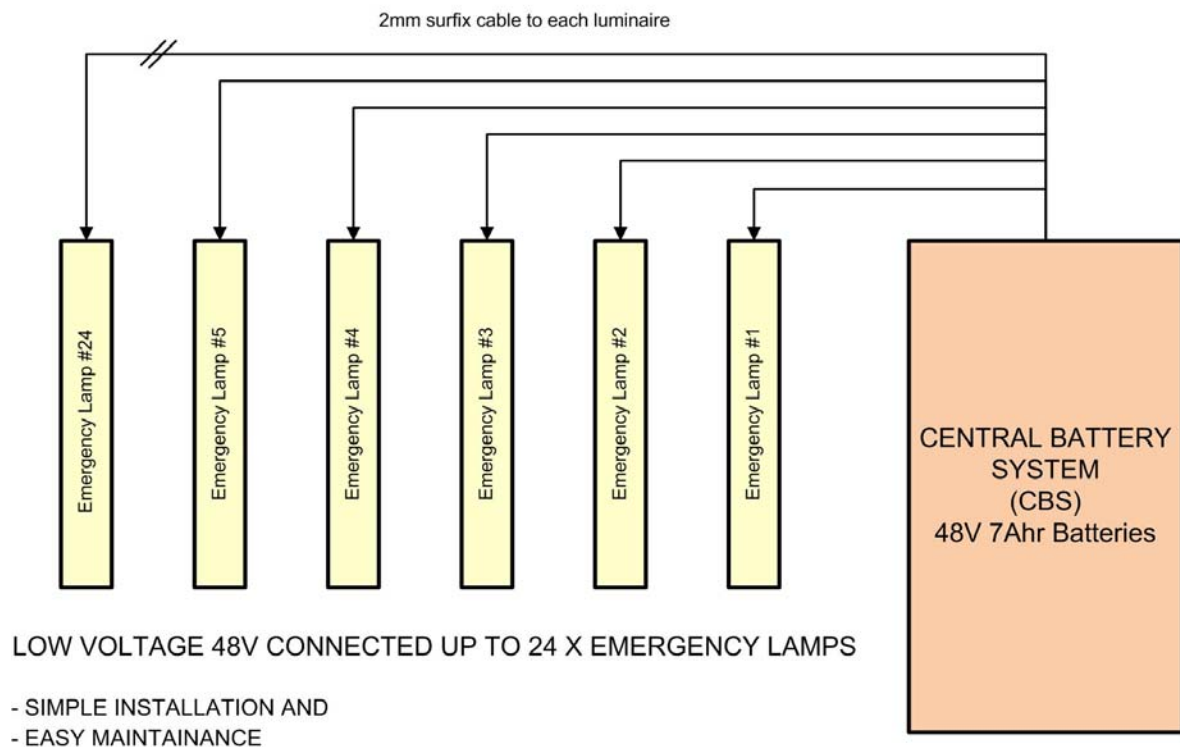 2mm surfix cable to each luminaire
Emergency Lamp #24
Emergency Lamp #5
Emergency Lamp #4
Emergency Lamp #3
Emergency Lamp #2
Emergency Lamp #1
CENTRAL BATTERY
SYSTEM
(CBS)
48V 7Ahr Batteries
LOW VOLTAGE 48V CONNECTED UP TO 24 X EMERGENCY LAMPS
- SIMPLE INSTALLATION AND
- EASY MAINTAINANCE